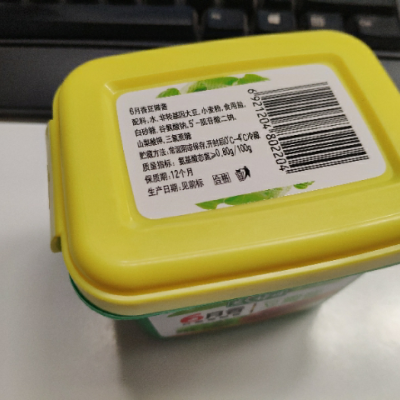 6月香豆瓣酱
配料:水、非转基因大豆、小麦粉、食用盐、
白砂糖、谷氨酸钠、5'-呈味核苷酸二钠、
山梨酸钾、三氯蔗糖
贮藏方法:常温阴凉保存,开封后0℃-4℃冷藏
质量指标:氨基酸态氮≥0.80g/100g
保质期:12个月
生产日期:见前标
6921204802204